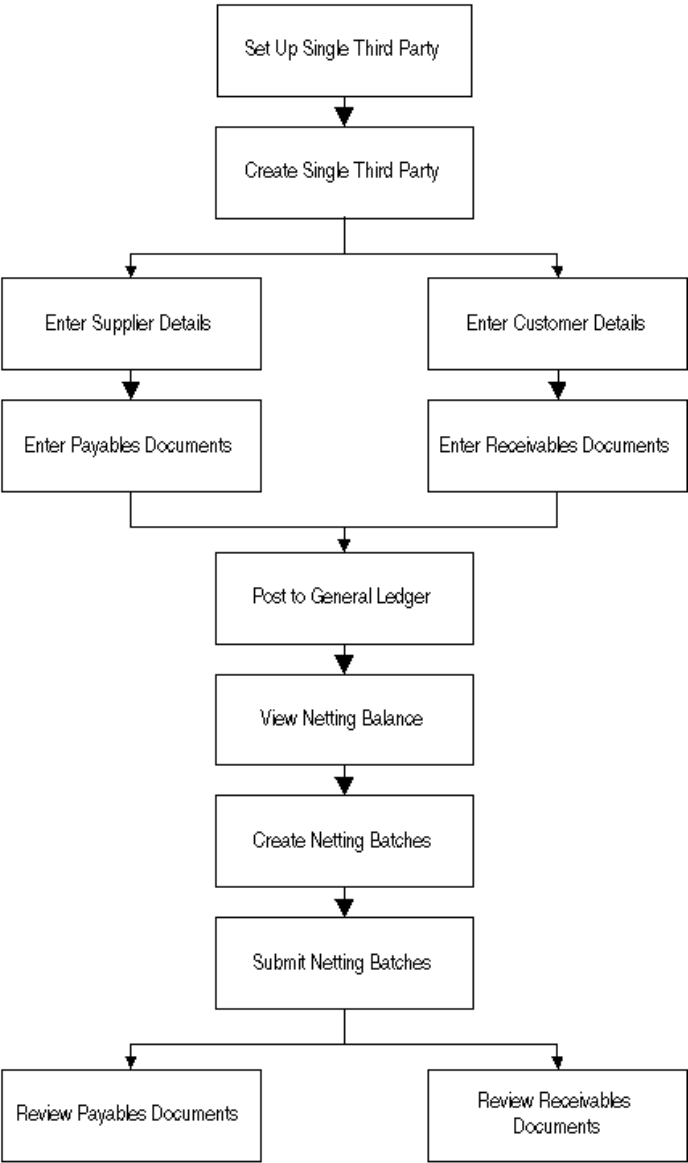 Set Up Single Third Party
Create Single Third Party
Enter Supplier Details
Enter Customer Details
Enter Payables Documents
Enter Receivables Documents
Post to General Ledger
View Netting Balance
Create Netting Batches
Submit Netting Batches
Review Payables Documents
Review Receivables
Documents